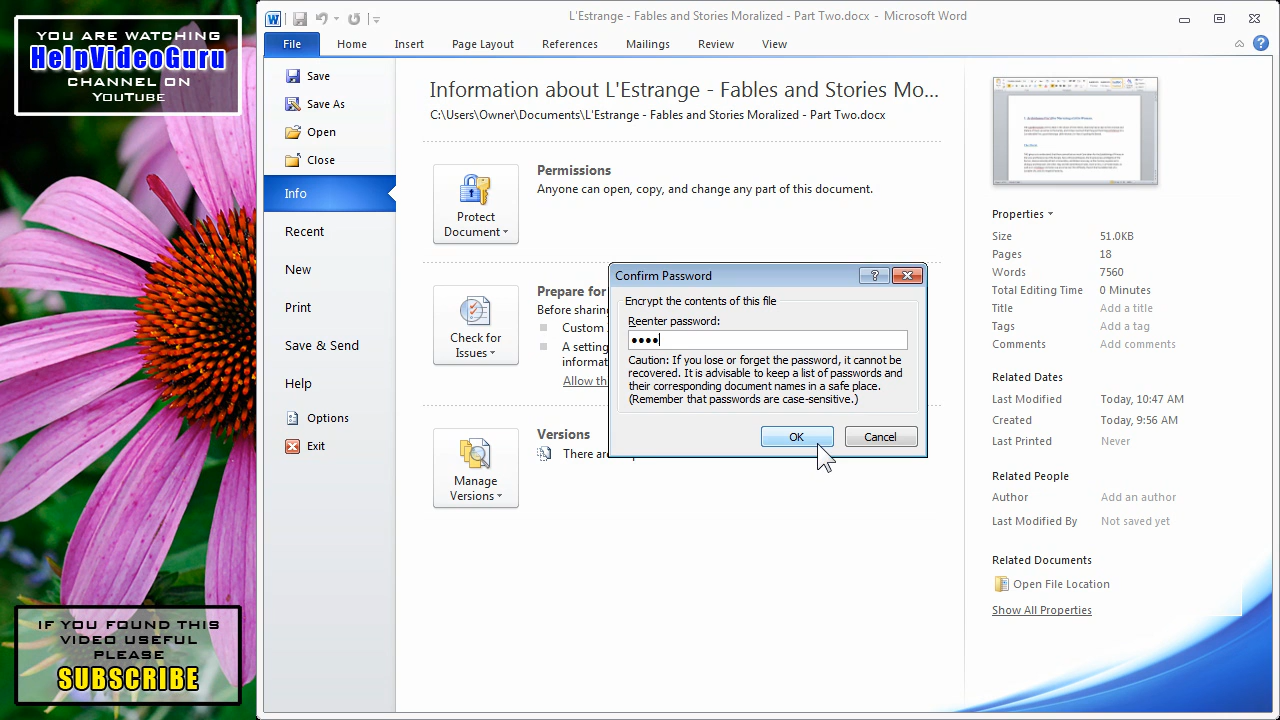 YOU ARE WATCHING
HelpVideoGuru
CHANNEL ON
YOUTUBE
IF YOU FOUND THIS
VIDEO USEFUL
PLEASE
SUBSCRIBE
L'Estrange - Fables and Stories Moralized - Part Two.docx - Microsoft Wo
File Home Insert Page Layout References Review View
Save
Save As
Open
Close
Info
Recent
New
Print
Save & Send
Help
Options
Exit
formation about L'Estrange - Fables and Stories Mo...
C:\Users\Owner\Documents\L'Estrange - Fables and Stories Moralized - Part Two.docx
Protect
Document
Permissions
Anyone can open, copy, and change any part of this document.
Check for
Issues
Prepare for
Before sharin
Custom
A setting
informa
Allow th
Manage
Versions
Versions
There are
Confirm Password
Encrypt the contents of this file
Reenter password:
Caution: If you lose or forget the password, it cannot be
recovered. It is advisable to keep a list of passwords and
their corresponding document names in a safe place.
(Remember that passwords are case-sensitive.)
OK Cancel
Properties
Size 51.0KB
Pages 18
Words 7560
Total Editing Time 0 Minutes
Title Add a title
Tags Add a tag
Comments Add comments
Related Dates
Last Modified Today, 10:47 AM
Created Today, 9:56 AM
Last Printed Never
Related People
Author Add an author
Last Modified By Not saved yet
Related Documents
Open File Location
Show All Properties